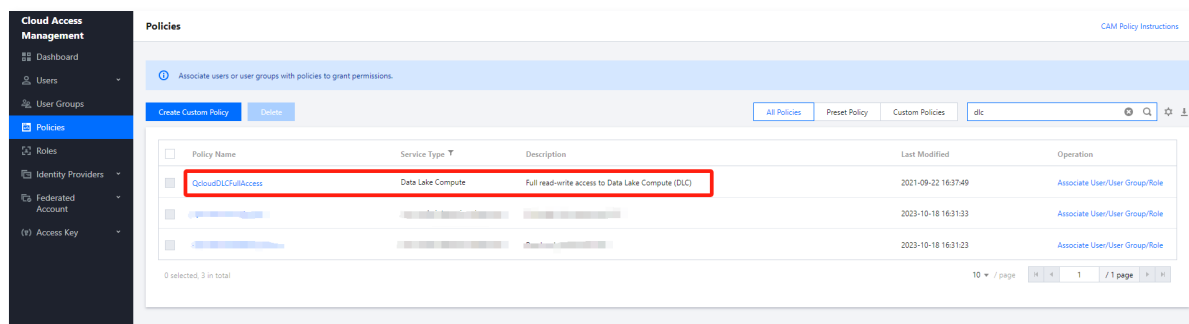 Cloud Access
Management
Dashboard
Users
User Groups
Policies
Roles
Identity Providers
Federated
Account
Access Key
Policies
CAM Policy Instructions
Associate users or user groups with policies to grant permissions.
Create Custom Policy
Delete
All Policies
Preset Policy
Custom Policies
dlc
Policy Name
Service Type
Description
Last Modified
Operation
QcloudDLCFullAccess
Data Lake Compute
Full read-write access to Data Lake Compute (DLC)
2021-09-22 16:37:49
Associate User/User Group/Role
2023-10-18 16:31:33
Associate User/User Group/Role
2023-10-18 16:31:23
Associate User/User Group/Role
0 selected, 3 in total
10 / page
1
/ 1 page